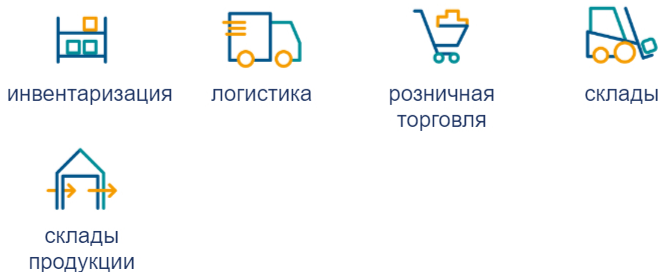 инвентаризация
логистика
розничная
торговля
склады
склады
продукции